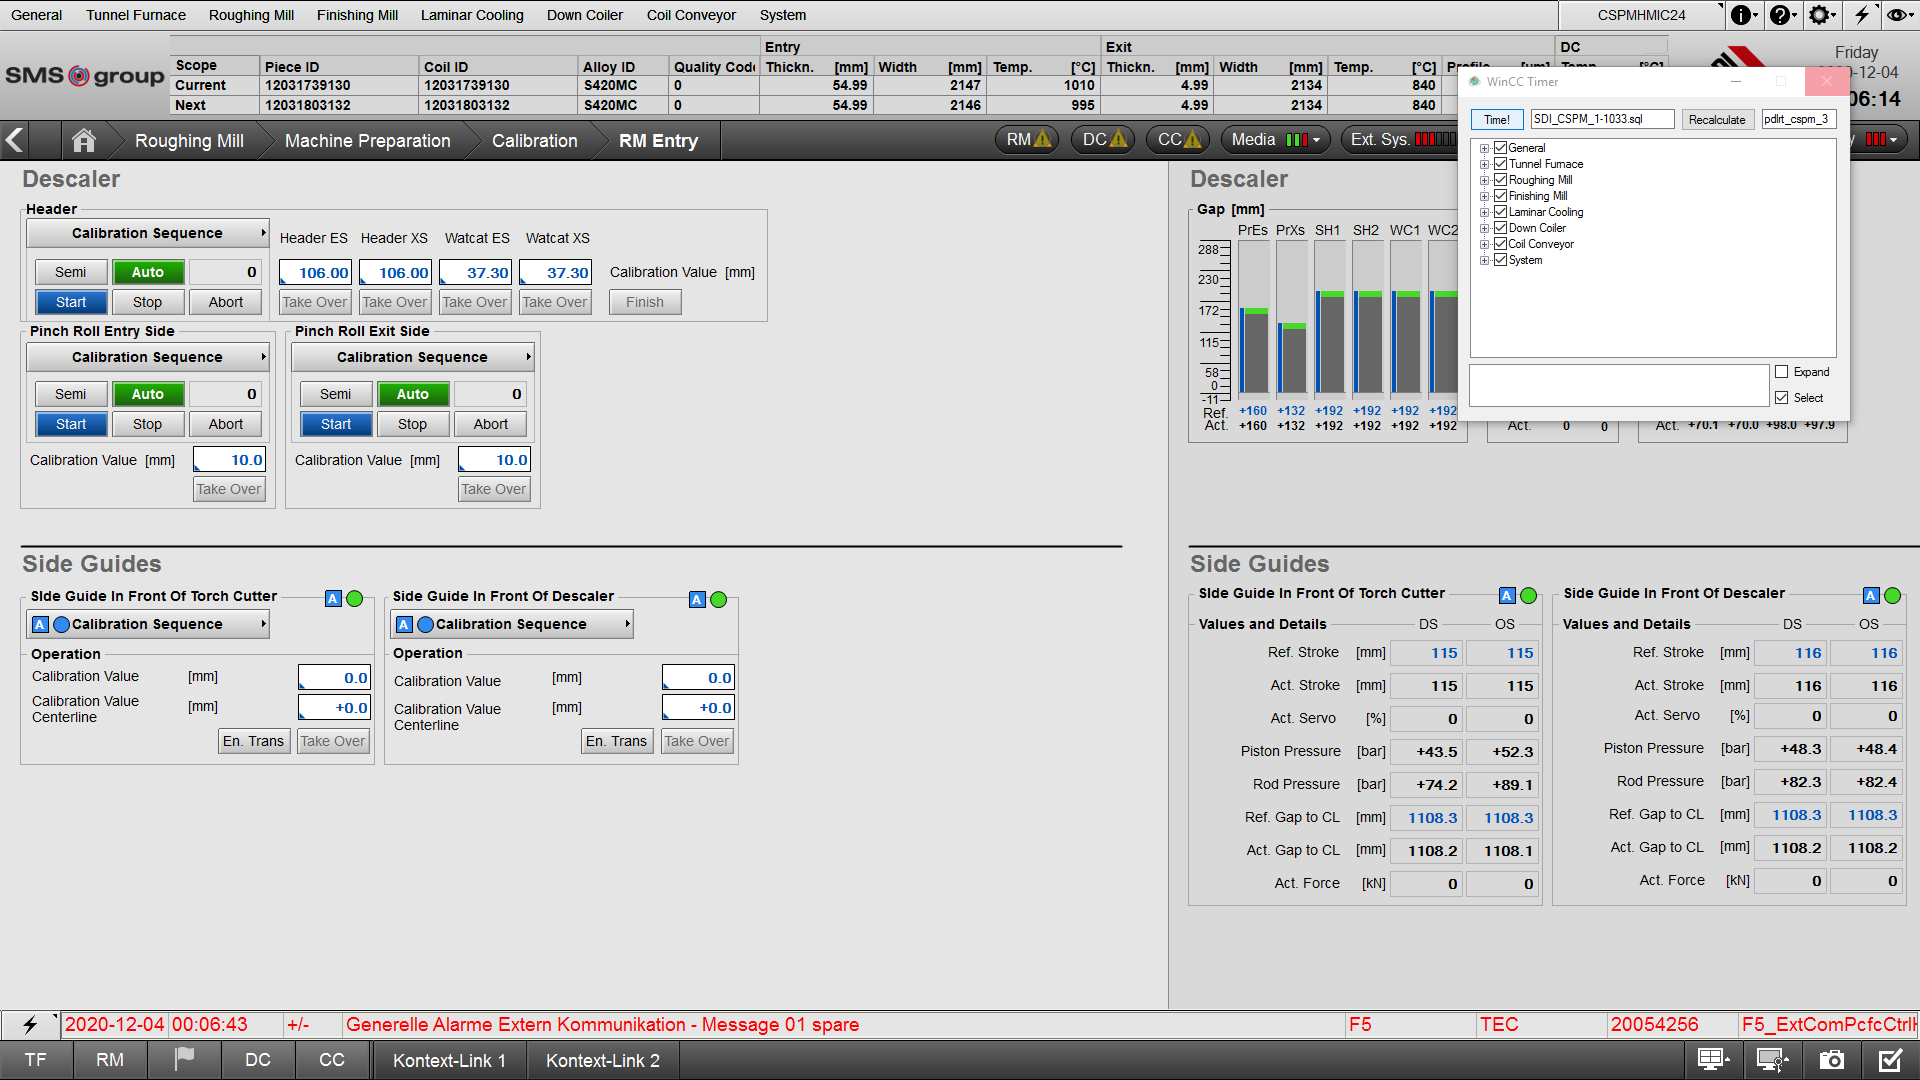 General Tunnel Furnace Roughing Mill Finishing Mill Laminar Cooling Down Coiler Coil Conveyor System CSPMHMIC24
Entry Exit DC
Scope Piece ID Coil ID Alloy ID Quality Code Thickn. [mm] Width [mm] Temp. [°C] Thickn. [mm] Width [mm] Temp. [°C]
Current 12031739130 12031739130 S420MC 0 54.99 2147 1010 4.99 2134 840
Next 12031803132 12031803132 S420MC 0 54.99 2146 995 4.99 2134 840
SMS group
Friday
06:14
WinCC Timer
Time! SDI_CSPM_1-1033.sql Recalculate pdlrt_cspm_3
General
Tunnel Furnace
Roughing Mill
Finishing Mill
Laminar Cooling
Down Coiler
Coil Conveyor
System
Expand
Select
Roughing Mill Machine Preparation Calibration RM Entry RM DC CC Media Ext. Sys.
Descaler
Header
Calibration Sequence Header ES Header XS Watcat ES Watcat XS
Semi Auto 0 106.00 106.00 37.30 37.30 Calibration Value [mm]
Start Stop Abort Take Over Take Over Take Over Take Over Finish
Pinch Roll Entry Side Pinch Roll Exit Side
Calibration Sequence Calibration Sequence
Semi Auto 0 Semi Auto 0
Start Stop Abort Start Stop Abort
Calibration Value [mm] 10.0 Calibration Value [mm] 10.0
Take Over Take Over
Descaler
Gap [mm]
PrEs PrXs SH1 SH2 WC1 WC2
288
230
172
115
58
0
-11
Ref. +160 +132 +192 +192 +192 +192
Act. +160 +132 +192 +192 +192 +192
Act. 0 0 Act. +70.1 +70.0 +98.0 +97.9
Side Guides
SIde Guide In Front Of Torch Cutter A Side Guide In Front Of Descaler A
A Calibration Sequence A Calibration Sequence
Operation Operation
Calibration Value [mm] 0.0 Calibration Value [mm] 0.0
Calibration Value Centerline [mm] +0.0 Calibration Value Centerline [mm] +0.0
En. Trans Take Over En. Trans Take Over
Side Guides
SIde Guide In Front Of Torch Cutter A Side Guide In Front Of Descaler A
Values and Details DS OS Values and Details DS OS
Ref. Stroke [mm] 115 115 Ref. Stroke [mm] 116 116
Act. Stroke [mm] 115 115 Act. Stroke [mm] 116 116
Act. Servo [%] 0 0 Act. Servo [%] 0 0
Piston Pressure [bar] +43.5 +52.3 Piston Pressure [bar] +48.3 +48.4
Rod Pressure [bar] +74.2 +89.1 Rod Pressure [bar] +82.3 +82.4
Ref. Gap to CL [mm] 1108.3 1108.3 Ref. Gap to CL [mm] 1108.3 1108.3
Act. Gap to CL [mm] 1108.2 1108.1 Act. Gap to CL [mm] 1108.2 1108.2
Act. Force [kN] 0 0 Act. Force [kN] 0 0
2020-12-04 00:06:43 +/- Generelle Alarme Extern Kommunikation - Message 01 spare F5 TEC 20054256 F5_ExtComPcfcCtrl
TF RM DC CC Kontext-Link 1 Kontext-Link 2